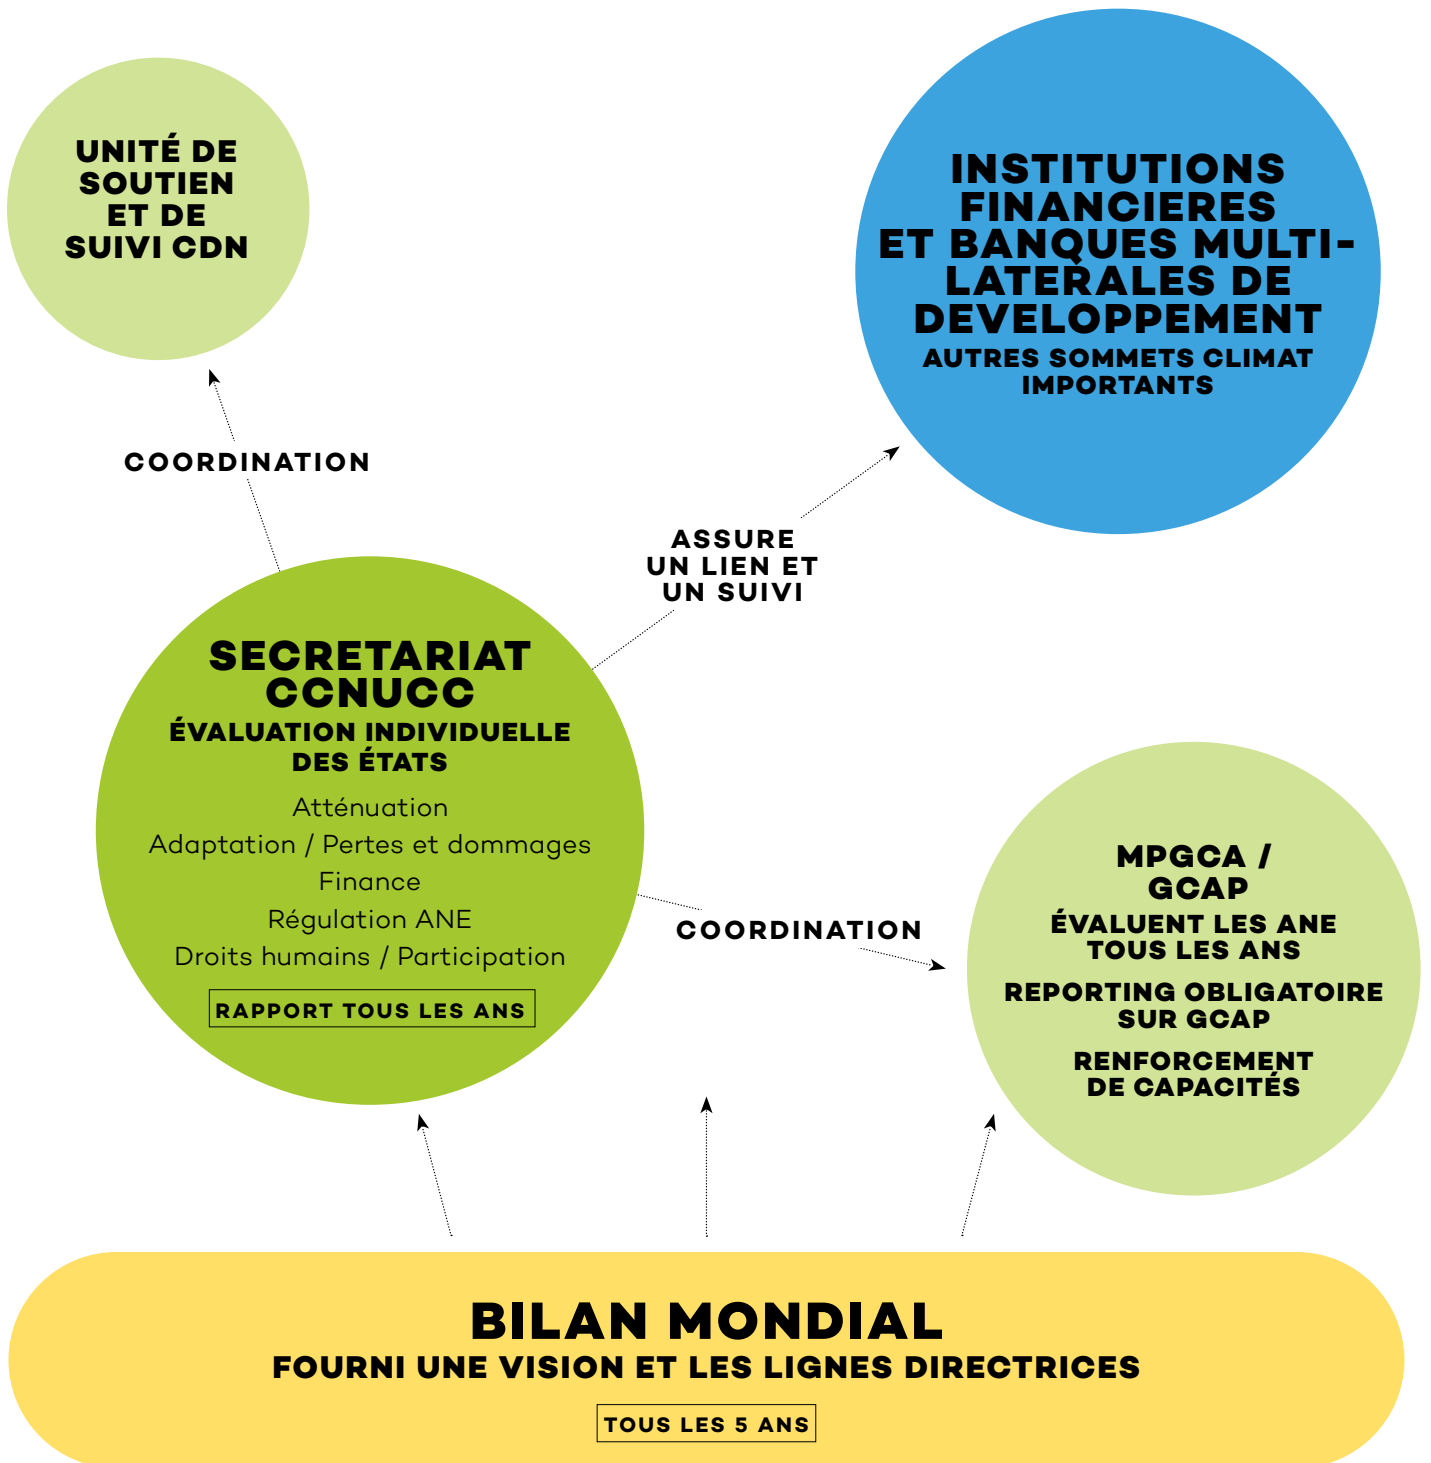 UNITÉ DE
SOUTIEN
ET DE
SUIVI CDN
INSTITUTIONS
FINANCIERES
ET BANQUES MULTI-
LATERALES DE
DEVELOPPEMENT
AUTRES SOMMETS CLIMAT
IMPORTANTS
COORDINATION
ASSURE
UN LIEN ET
UN SUIVI
SECRETARIAT
CCNUCC
ÉVALUATION INDIVIDUELLE
DES ÉTATS
Atténuation
Adaptation / Pertes et dommages
Finance
Régulation ANE
Droits humains / Participation
RAPPORT TOUS LES ANS
COORDINATION
MPGCA /
GCAP
ÉVALUENT LES ANE
TOUS LES ANS
REPORTING OBLIGATOIRE
SUR GCAP
RENFORCEMENT
DE CAPACITÉS
BILAN MONDIAL
FOURNI UNE VISION ET LES LIGNES DIRECTRICES
TOUS LES 5 ANS